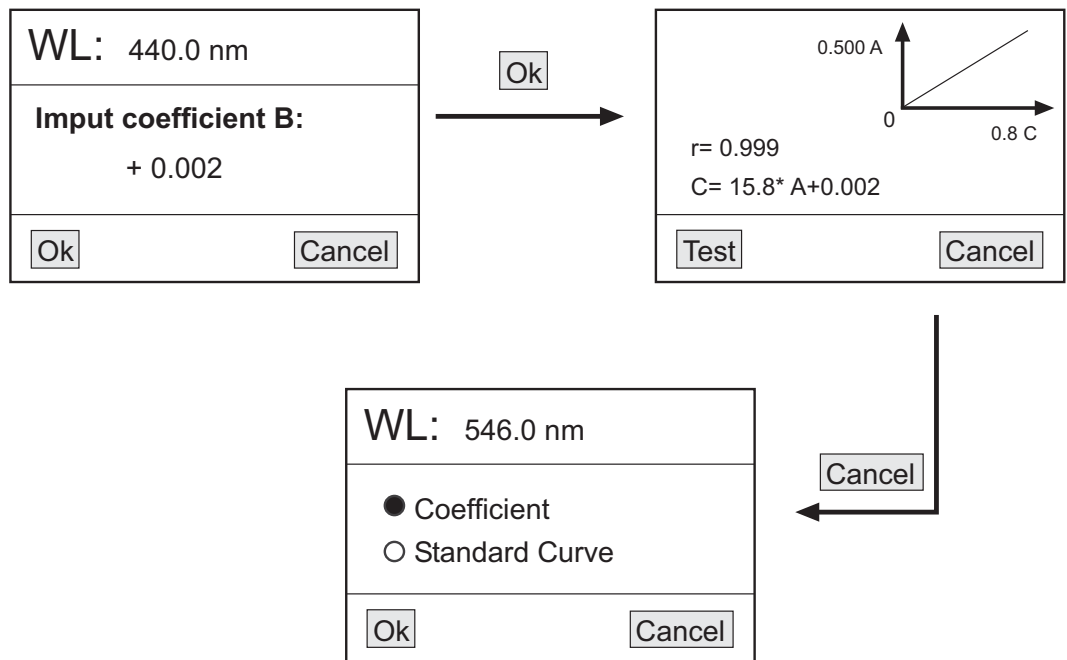 WL: 440.0 nm
Imput coefficient B:
+ 0.002
Ok Cancel
Ok
0.500 A
0
0.8 C
r= 0.999
C= 15.8* A+0.002
Test Cancel
Cancel
WL: 546.0 nm
Coefficient
Standard Curve
Ok Cancel